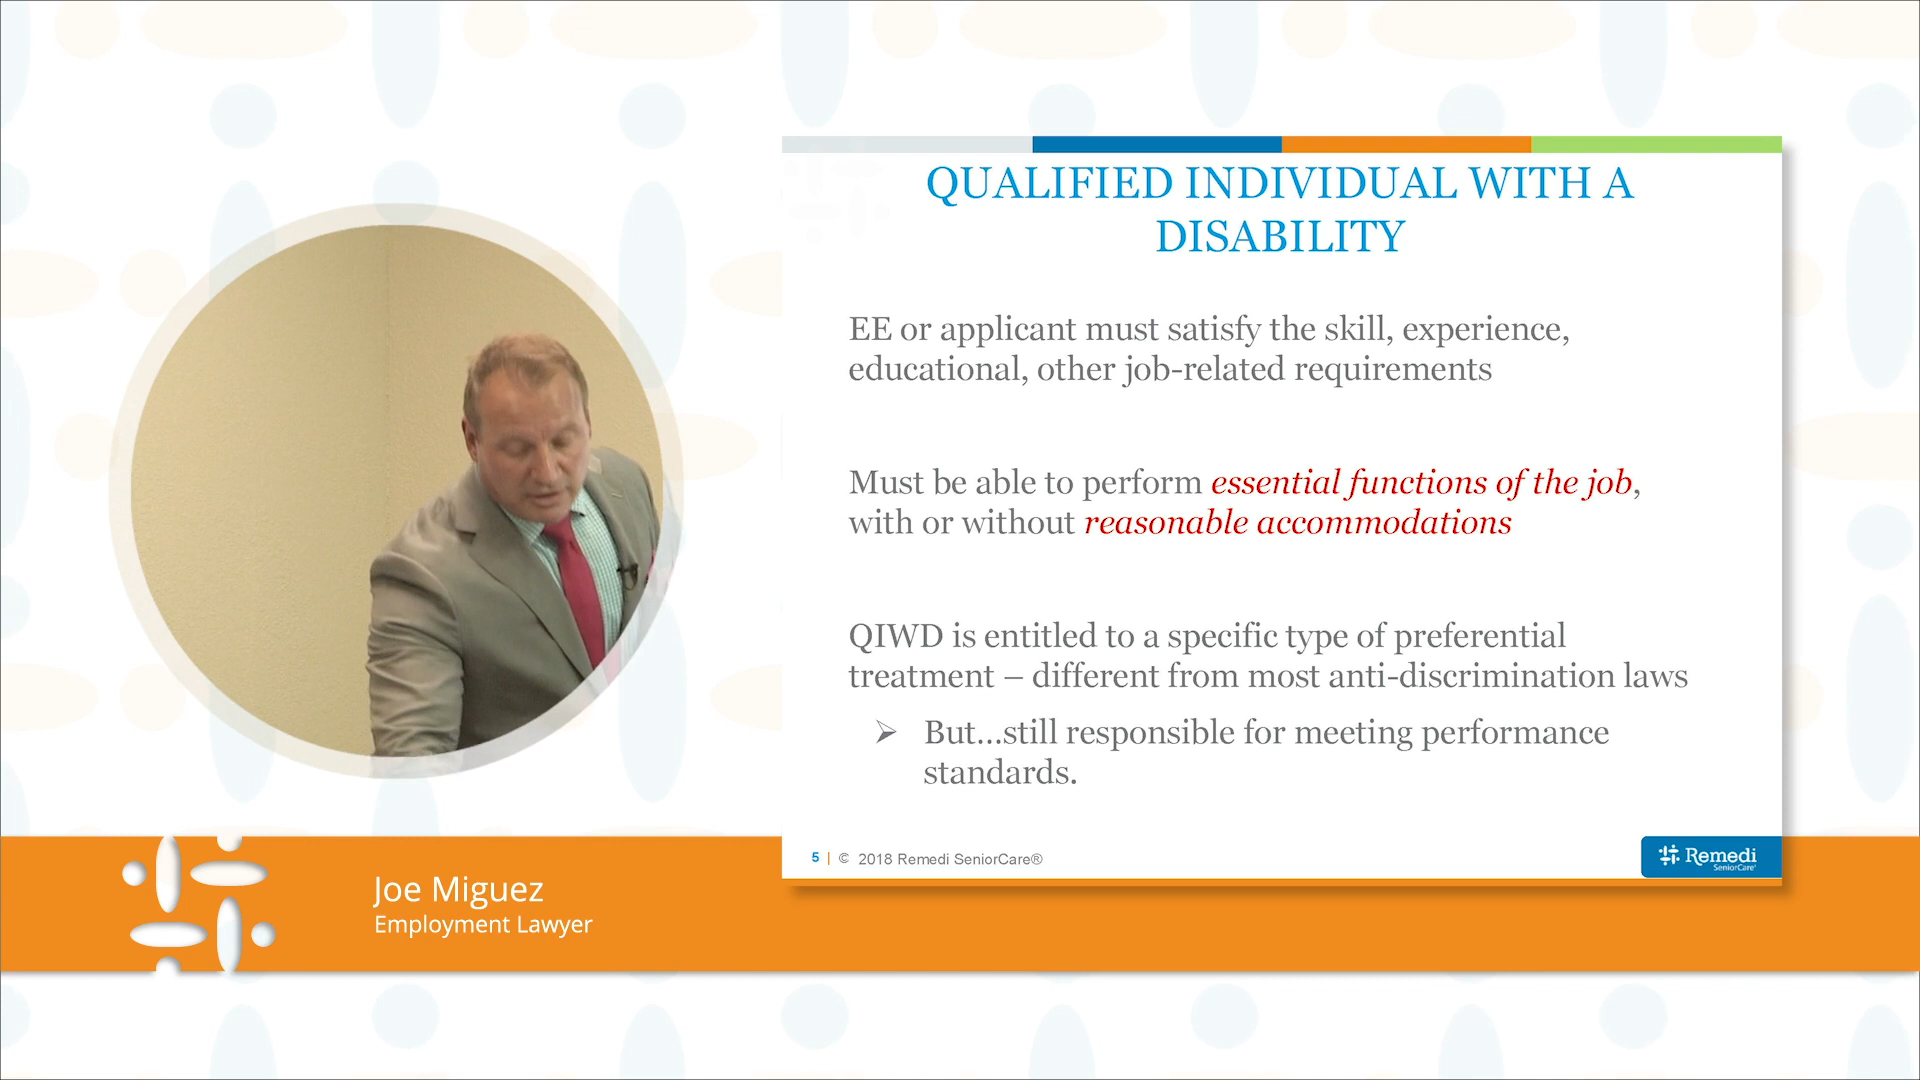 QUALIFIED INDIVIDUAL WITH A
DISABILITY
EE or applicant must satisfy the skill, experience,
educational, other job-related requirements
Must be able to perform essential functions of the job,
with or without reasonable accommodations
QIWD is entitled to a specific type of preferential
treatment – different from most anti-discrimination laws
But...still responsible for meeting performance
standards.
5 | © 2018 Remedi SeniorCare®
Remedi
SeniorCare®
Joe Miguez
Employment Lawyer